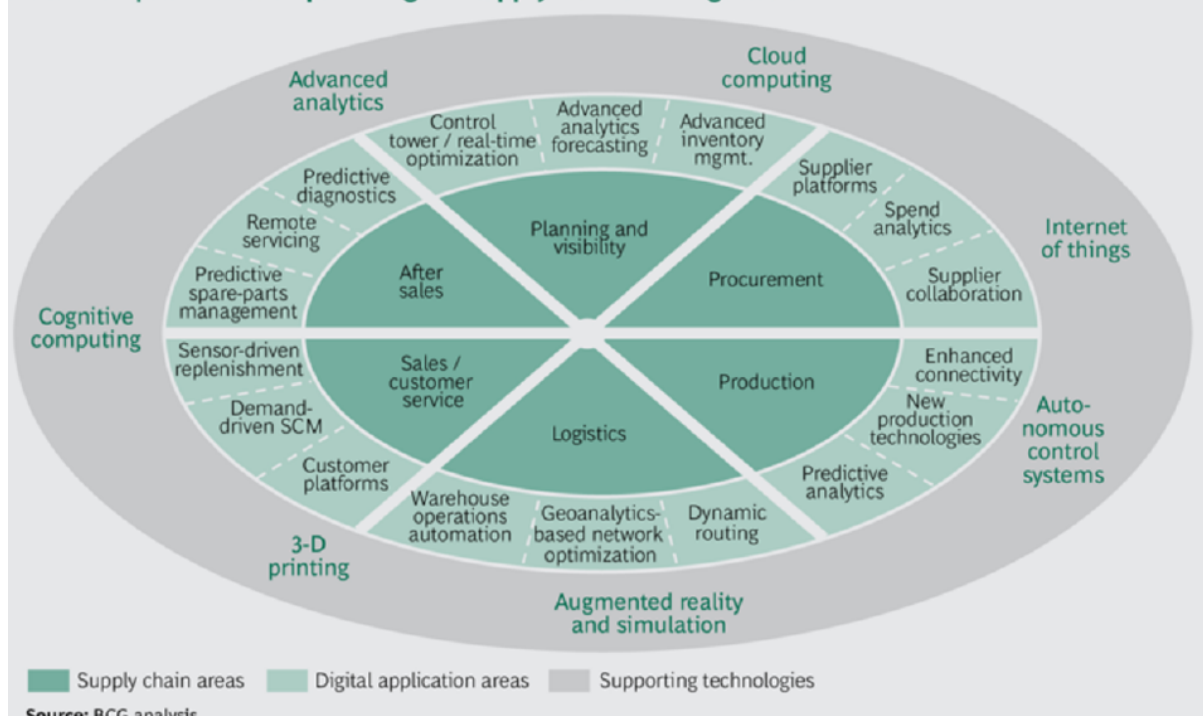 Cloud
computing
Advanced
analytics
Control
tower / real-time
optimization
Advanced
analytics
forecasting
Advanced
inventory
mgmt.
Predictive
diagnostics
Supplier
platforms
Remote
servicing
Spend
analytics
Internet
of things
Planning and
visibility
After
sales
Procurement
Predictive
spare-parts
management
Supplier
collaboration
Cognitive
computing
Sensor-driven
replenishment
Sales /
customer
service
Production
Enhanced
connectivity
Demand-
driven SCM
New
production
technologies
Auto-
nomous
control
systems
Logistics
Customer
platforms
Predictive
analytics
Warehouse
operations
automation
Geoanalytics-
based network
optimization
Dynamic
routing
3-D
printing
Augmented reality
and simulation
Supply chain areas
Digital application areas
Supporting technologies
Source: BCG analysis